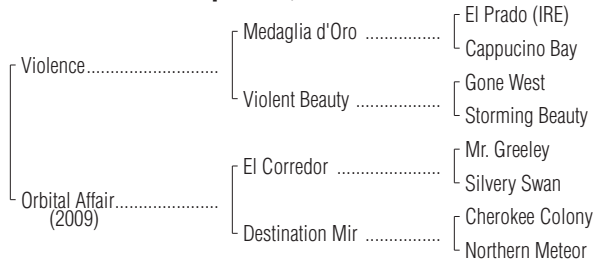 El Prado (IRE)
Medaglia d'Oro ..................
Cappucino Bay
Violence...............................
Gone West
Violent Beauty ....................
Storming Beauty
Mr. Greeley
El Corredor ........................
Silvery Swan
Orbital Affair........................
(2009)
Cherokee Colony
Destination Mir ..................
Northern Meteor